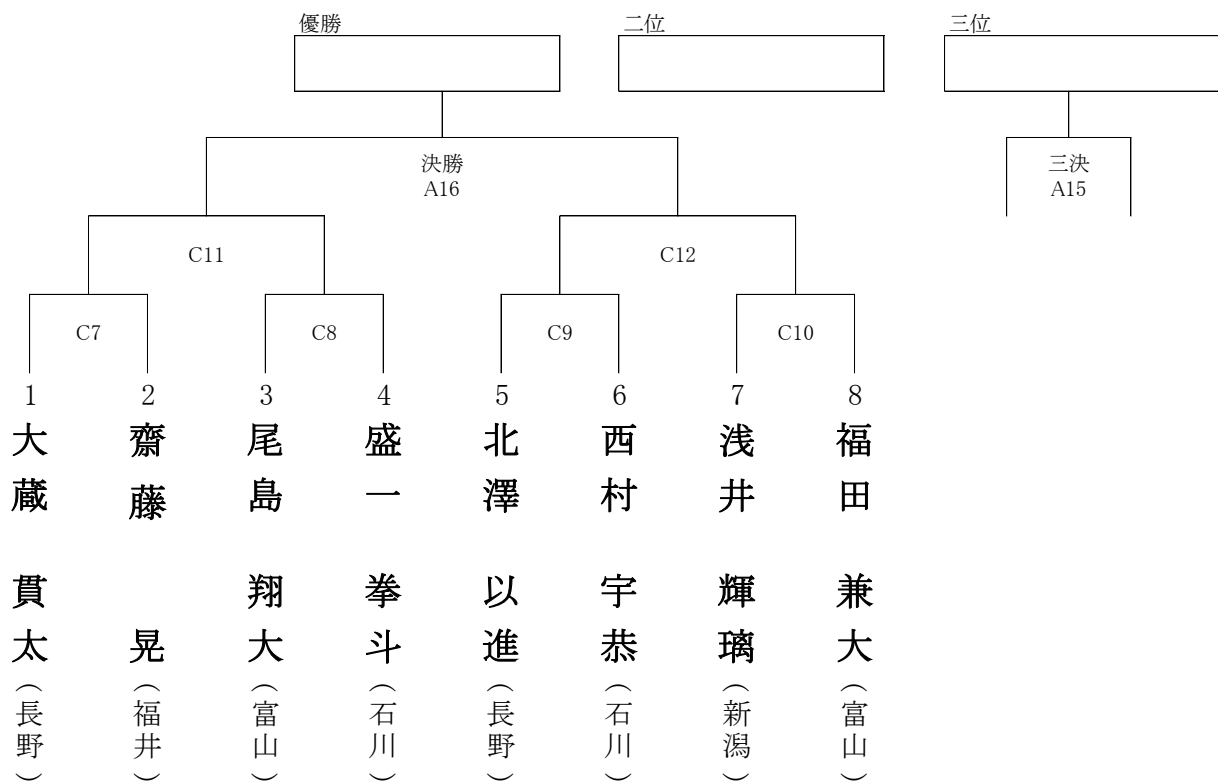 優勝
二位
三位
決勝
A16
三決
A15
C11
C12
C7
C8
C9
C10
1
大蔵 貫太
(長野)
2
齋藤 晃
(福井)
3
尾島 翔大
(富山)
4
盛一 拳斗
(石川)
5
北澤 以進
(長野)
6
西村 宇恭
(石川)
7
浅井 輝璃
(新潟)
8
福田 兼大
(富山)